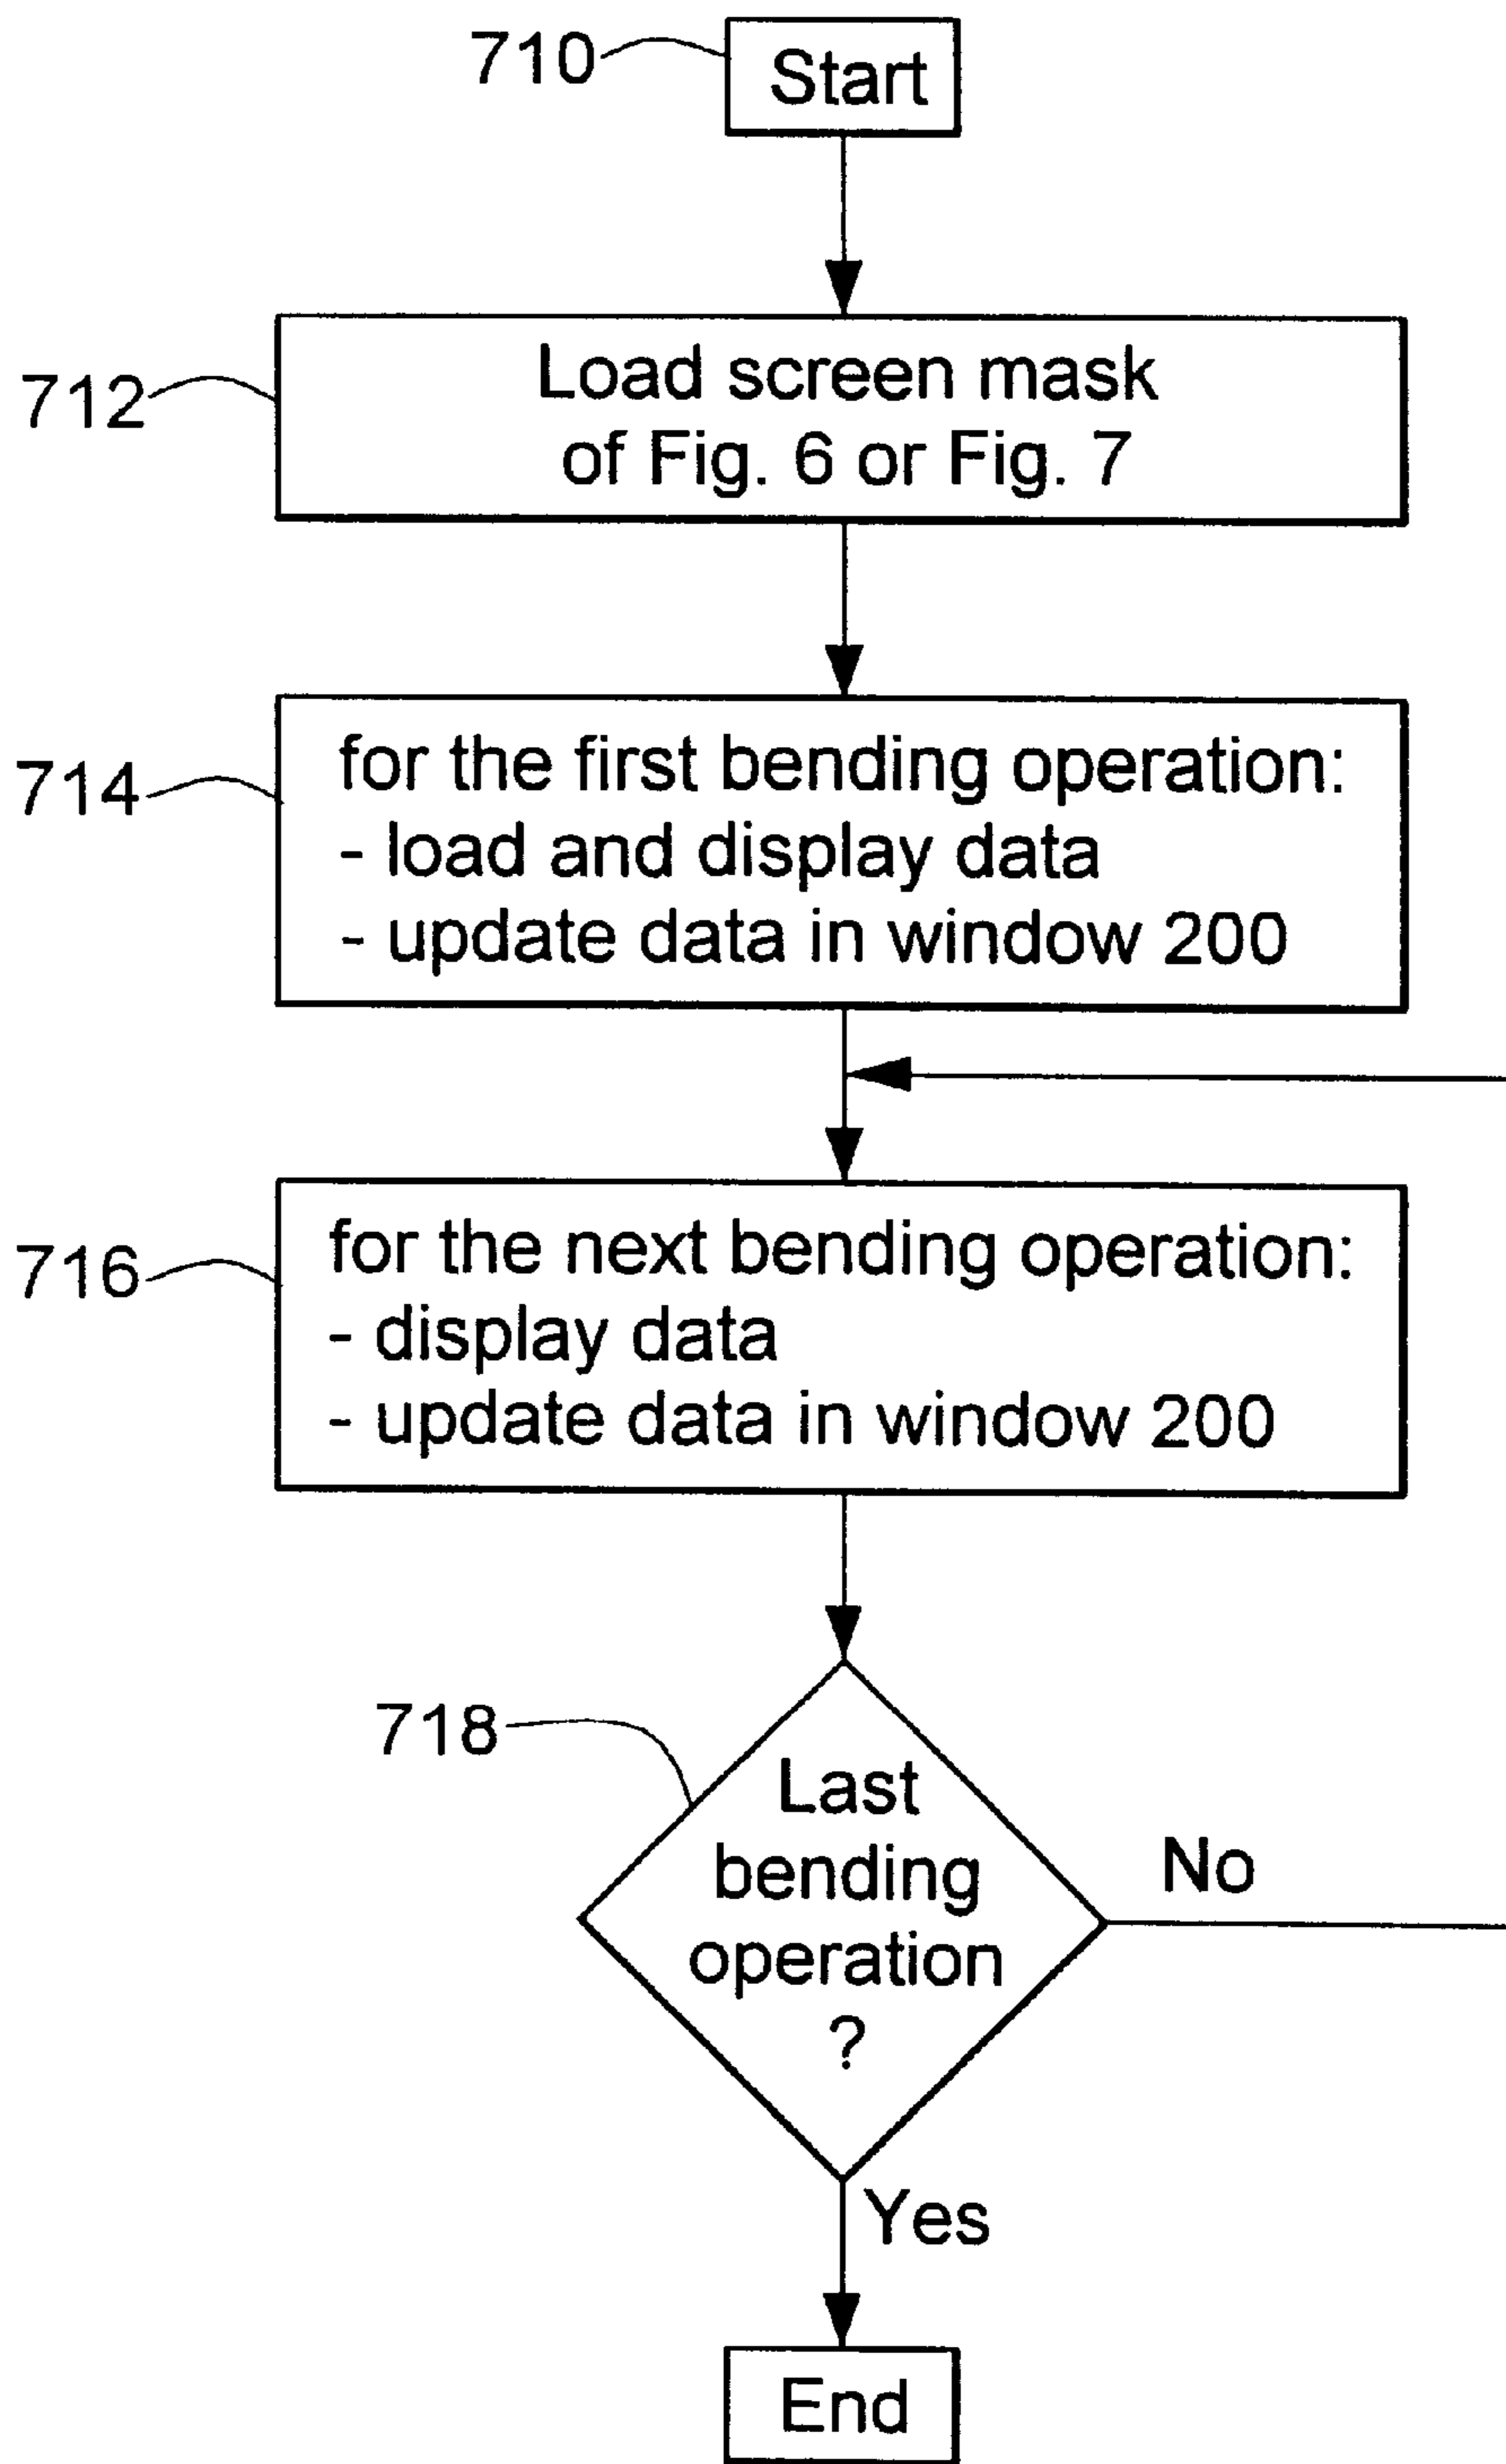 710
Start
712
Load screen mask
of Fig. 6 or Fig. 7
714
for the first bending operation:
- load and display data
- update data in window 200
716
for the next bending operation:
- display data
- update data in window 200
718
Last
bending
operation
?
No
Yes
End